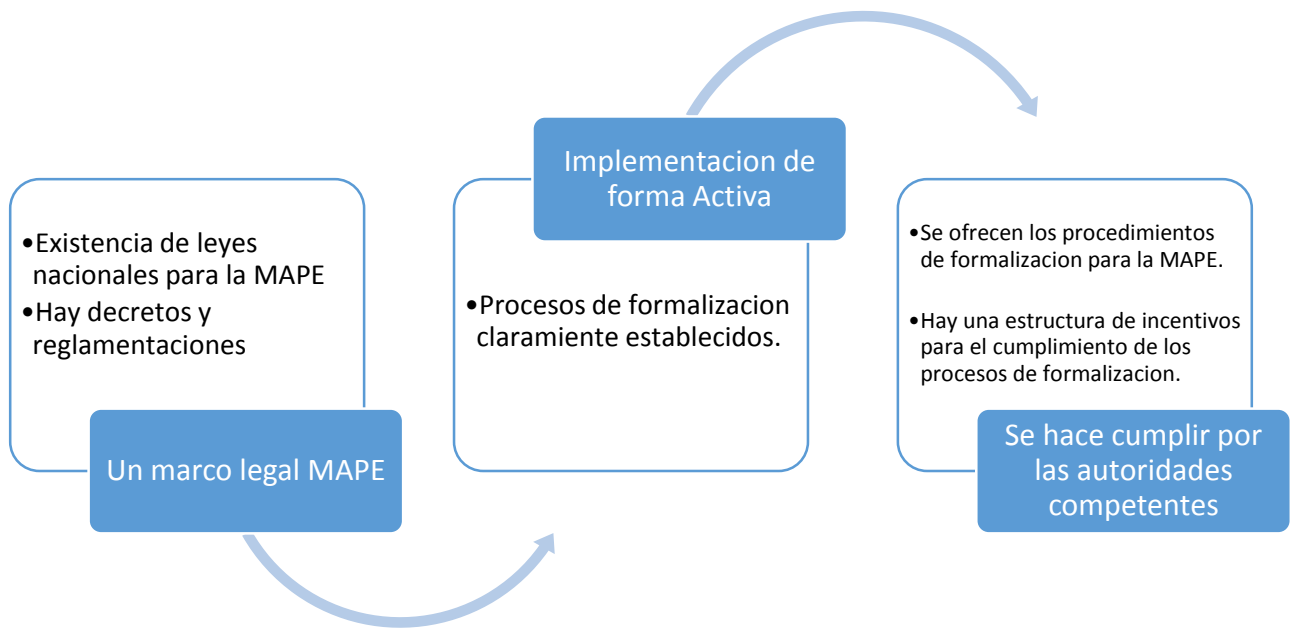 •Existencia de leyes
nacionales para la MAPE
•Hay decretos y
reglamentaciones
Un marco legal MAPE
Implementacion de
forma Activa
•Procesos de formalizacion
claramiente establecidos.
•Se ofrecen los procedimientos
de formalizacion para la MAPE.
•Hay una estructura de incentivos
para el cumplimiento de los
procesos de formalizacion.
Se hace cumplir por
las autoridades
competentes